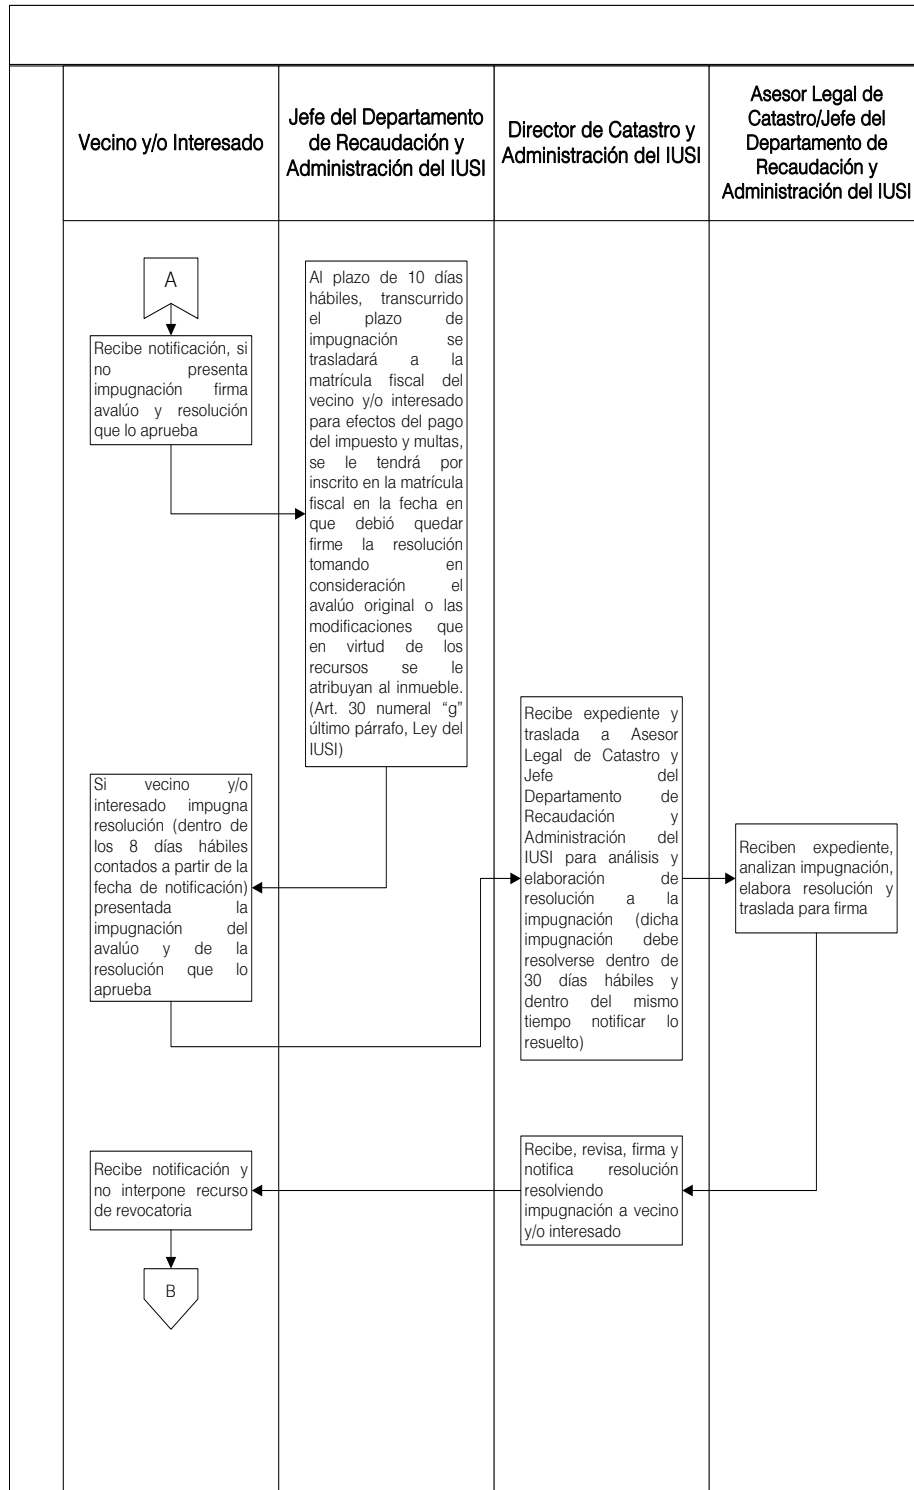 Vecino y/o Interesado
Jefe del Departamento
de Recaudación y
Administración del IUSI
Director de Catastro y
Administración del IUSI
Asesor Legal de
Catastro/Jefe del
Departamento de
Recaudación y
Administración del IUSI
A
Recibe notificación, si
no presenta
impugnación firma
avalúo y resolución
que lo aprueba
Al plazo de 10 días
hábiles, transcurrido
el plazo de
impugnación se
trasladará a la
matrícula fiscal del
vecino y/o interesado
para efectos del pago
del impuesto y multas,
se le tendrá por
inscrito en la matrícula
fiscal en la fecha en
que debió quedar
firme la resolución
tomando en
consideración el
avalúo original o las
modificaciones que
en virtud de los
recursos se le
atribuyan al inmueble.
(Art. 30 numeral “g”
último párrafo, Ley del
IUSI)
Si vecino y/o
interesado impugna
resolución (dentro de
los 8 días hábiles
contados a partir de la
fecha de notificación)
presentada la
impugnación del
avalúo y de la
resolución que lo
aprueba
Recibe expediente y
traslada a Asesor
Legal de Catastro y
Jefe del
Departamento de
Recaudación y
Administración del
IUSI para análisis y
elaboración de
resolución a la
impugnación (dicha
impugnación debe
resolverse dentro de
30 días hábiles y
dentro del mismo
tiempo notificar lo
resuelto)
Reciben expediente,
analizan impugnación,
elabora resolución y
traslada para firma
Recibe, revisa, firma y
notifica resolución
resolviendo
impugnación a vecino
y/o interesado
Recibe notificación y
no interpone recurso
de revocatoria
B